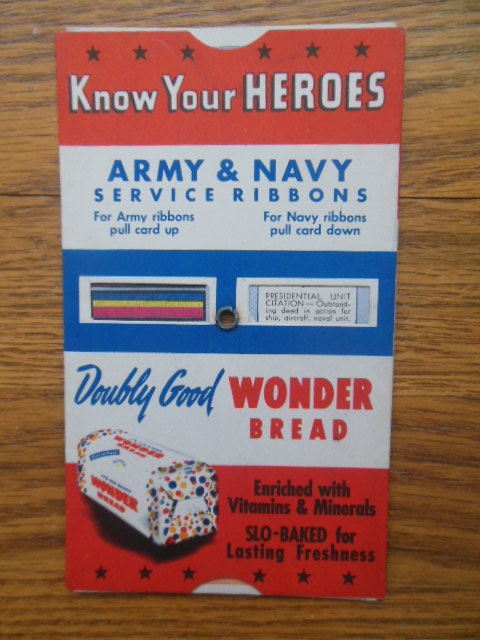 Know Your HEROES
ARMY & NAVY
SERVICE RIBBONS
For Army ribbons
pull card up
For Navy ribbons
pull card down
PRESIDENTIAL UNIT
CITATION — Outstand-
ing deed in action for
ship, aircraft, naval unit.
Doubly Good WONDER
BREAD
WONDER
WONDER
BREAD
Enriched with
Vitamins & Minerals
SLO-BAKED for
Lasting Freshness